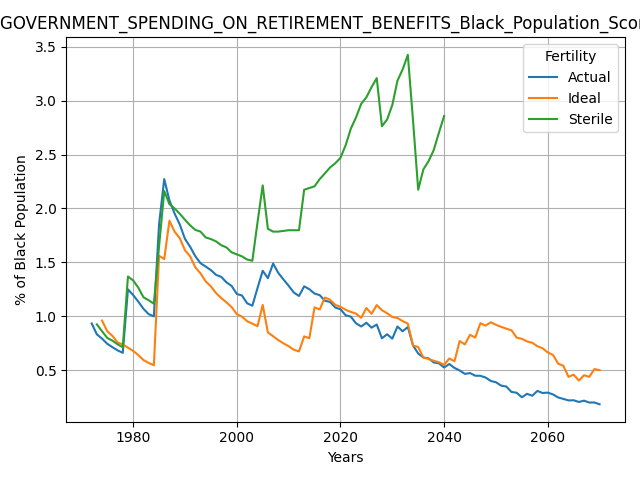 GOVERNMENT_SPENDING_ON_RETIREMENT_BENEFITS_Black_Population_Sco
3.5
3.0
2.5
2.0
1.5
1.0
0.5
% of Black Population
Fertility
Actual
Ideal
Sterile
1980
2000
2020
2040
2060
Years